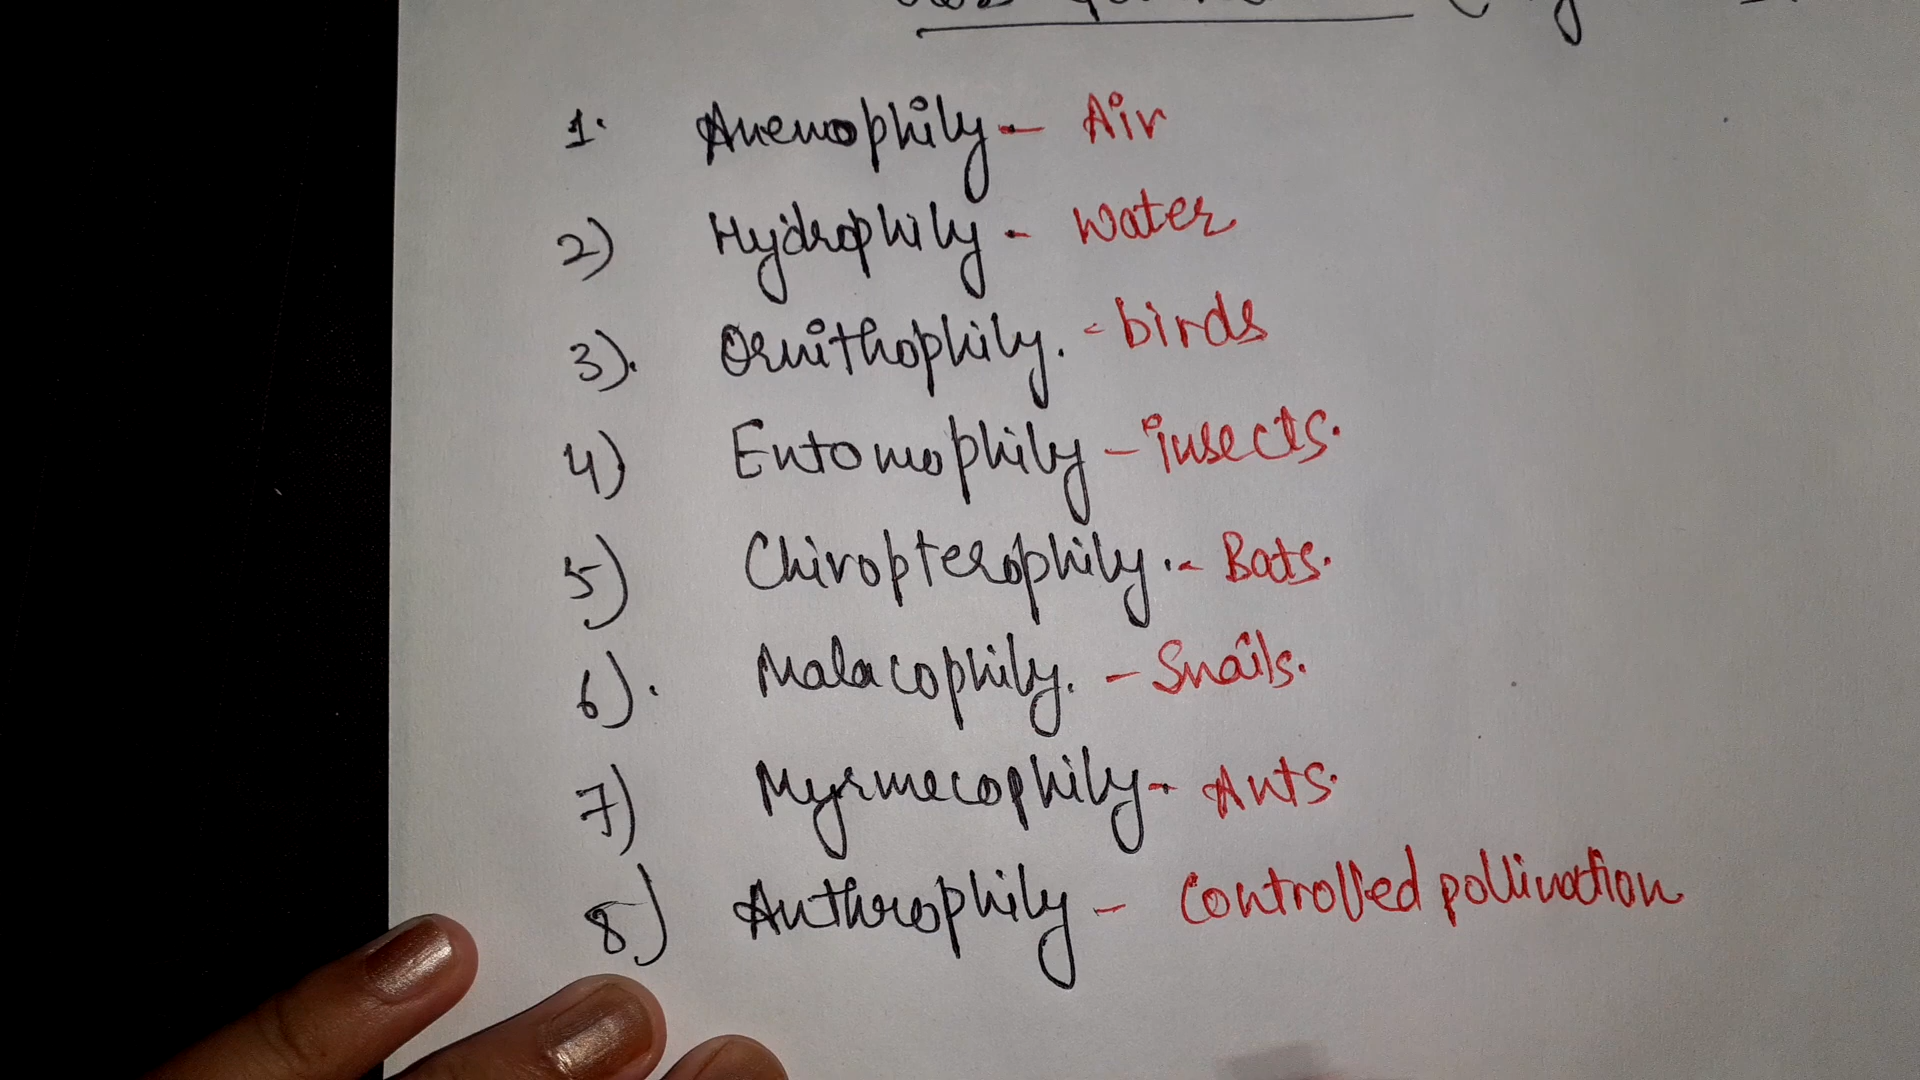 1. Anemophily - Air
2) Hydrophily - Water
3). Ornithophily. - birds
4) Entomophily - insects.
5) Chiropterophily. - Bats.
6). Malacophily. - Snails.
7) Myrmecophily - Ants.
8) Anthrophily - Controlled pollination